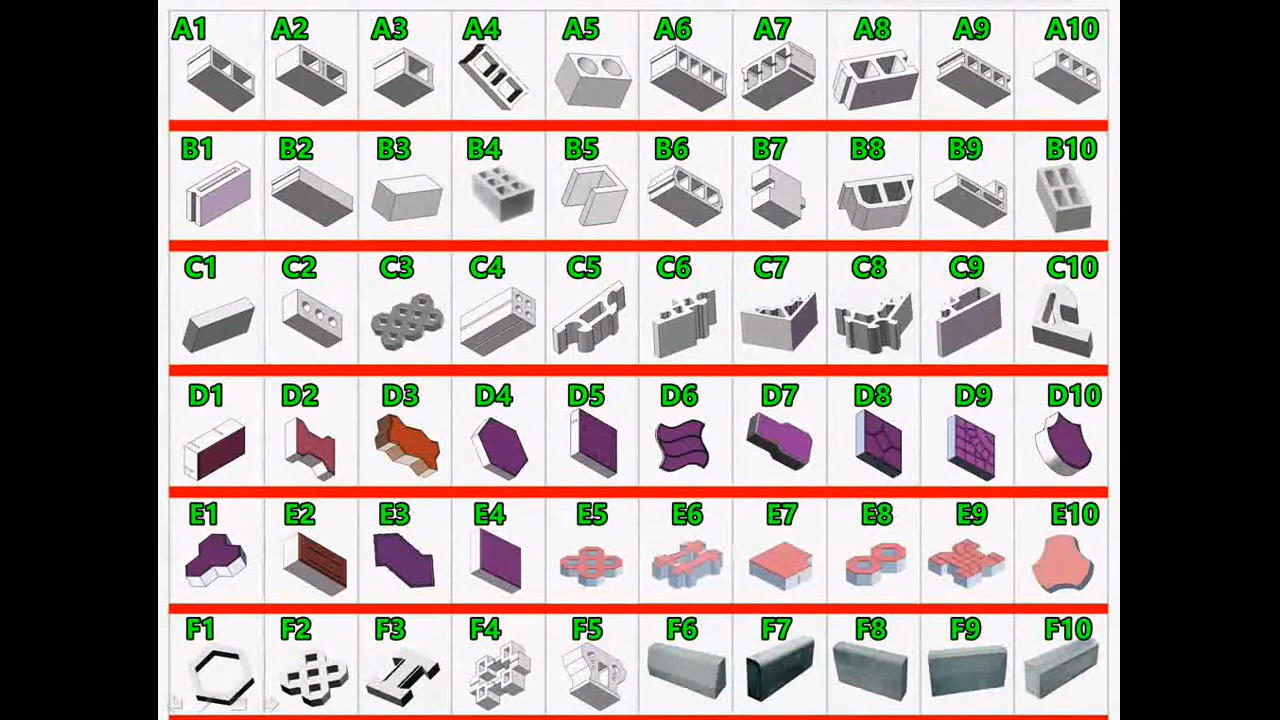 A1 A2 A3 A4 A5 A6 A7 A8 A9 A10
B1 B2 B3 B4 B5 B6 B7 B8 B9 B10
C1 C2 C3 C4 C5 C6 C7 C8 C9 C10
D1 D2 D3 D4 D5 D6 D7 D8 D9 D10
E1 E2 E3 E4 E5 E6 E7 E8 E9 E10
F1 F2 F3 F4 F5 F6 F7 F8 F9 F10